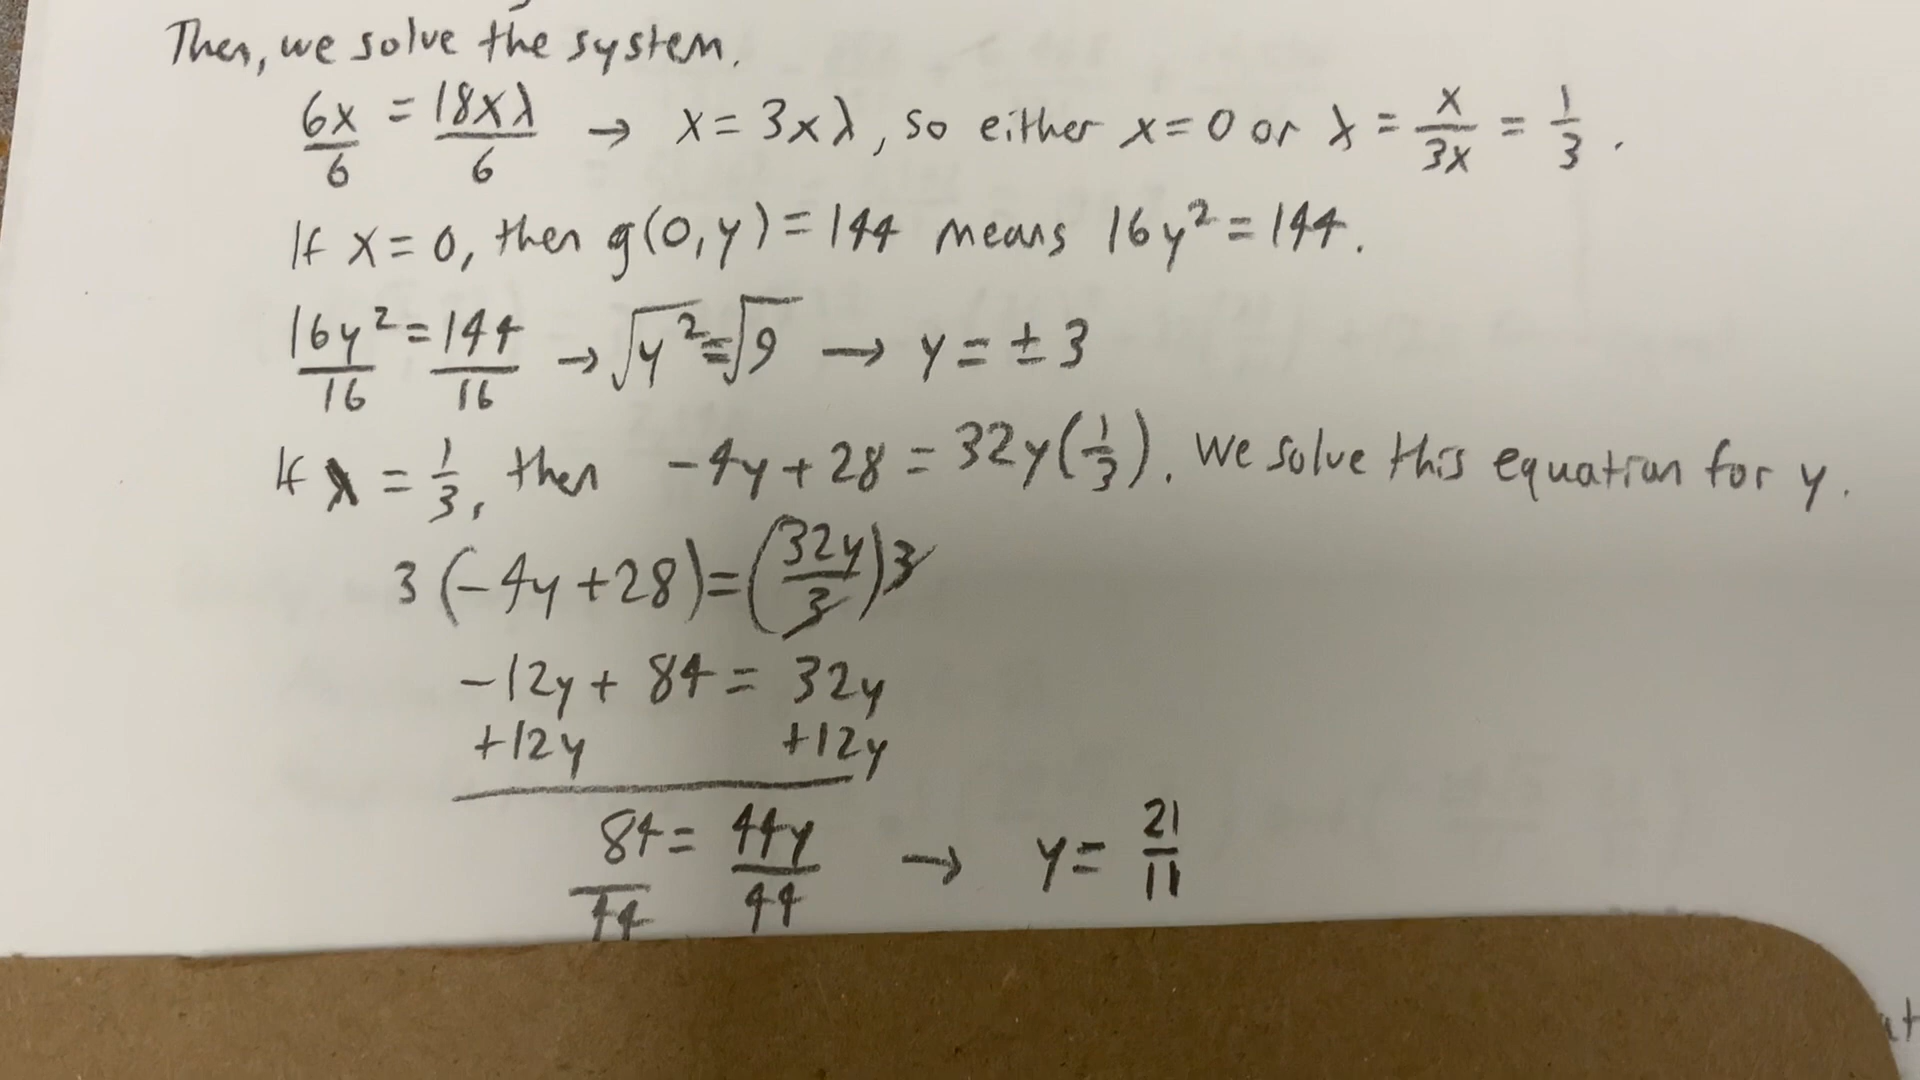 Then, we solve the system.
6x/6 = 18xλ/6 → x = 3xλ, so either x = 0 or λ = x/3x = 1/3.
If x = 0, then g(0,y) = 144 means 16y² = 144.
16y²/16 = 144/16 → √y² = √9 → y = ± 3
If λ = 1/3, then -4y + 28 = 32y(1/3). We solve this equation for y.
3(-4y + 28) = (32y/3)3
-12y + 84 = 32y
+12y +12y
84/44 = 44y/44 → y = 21/11